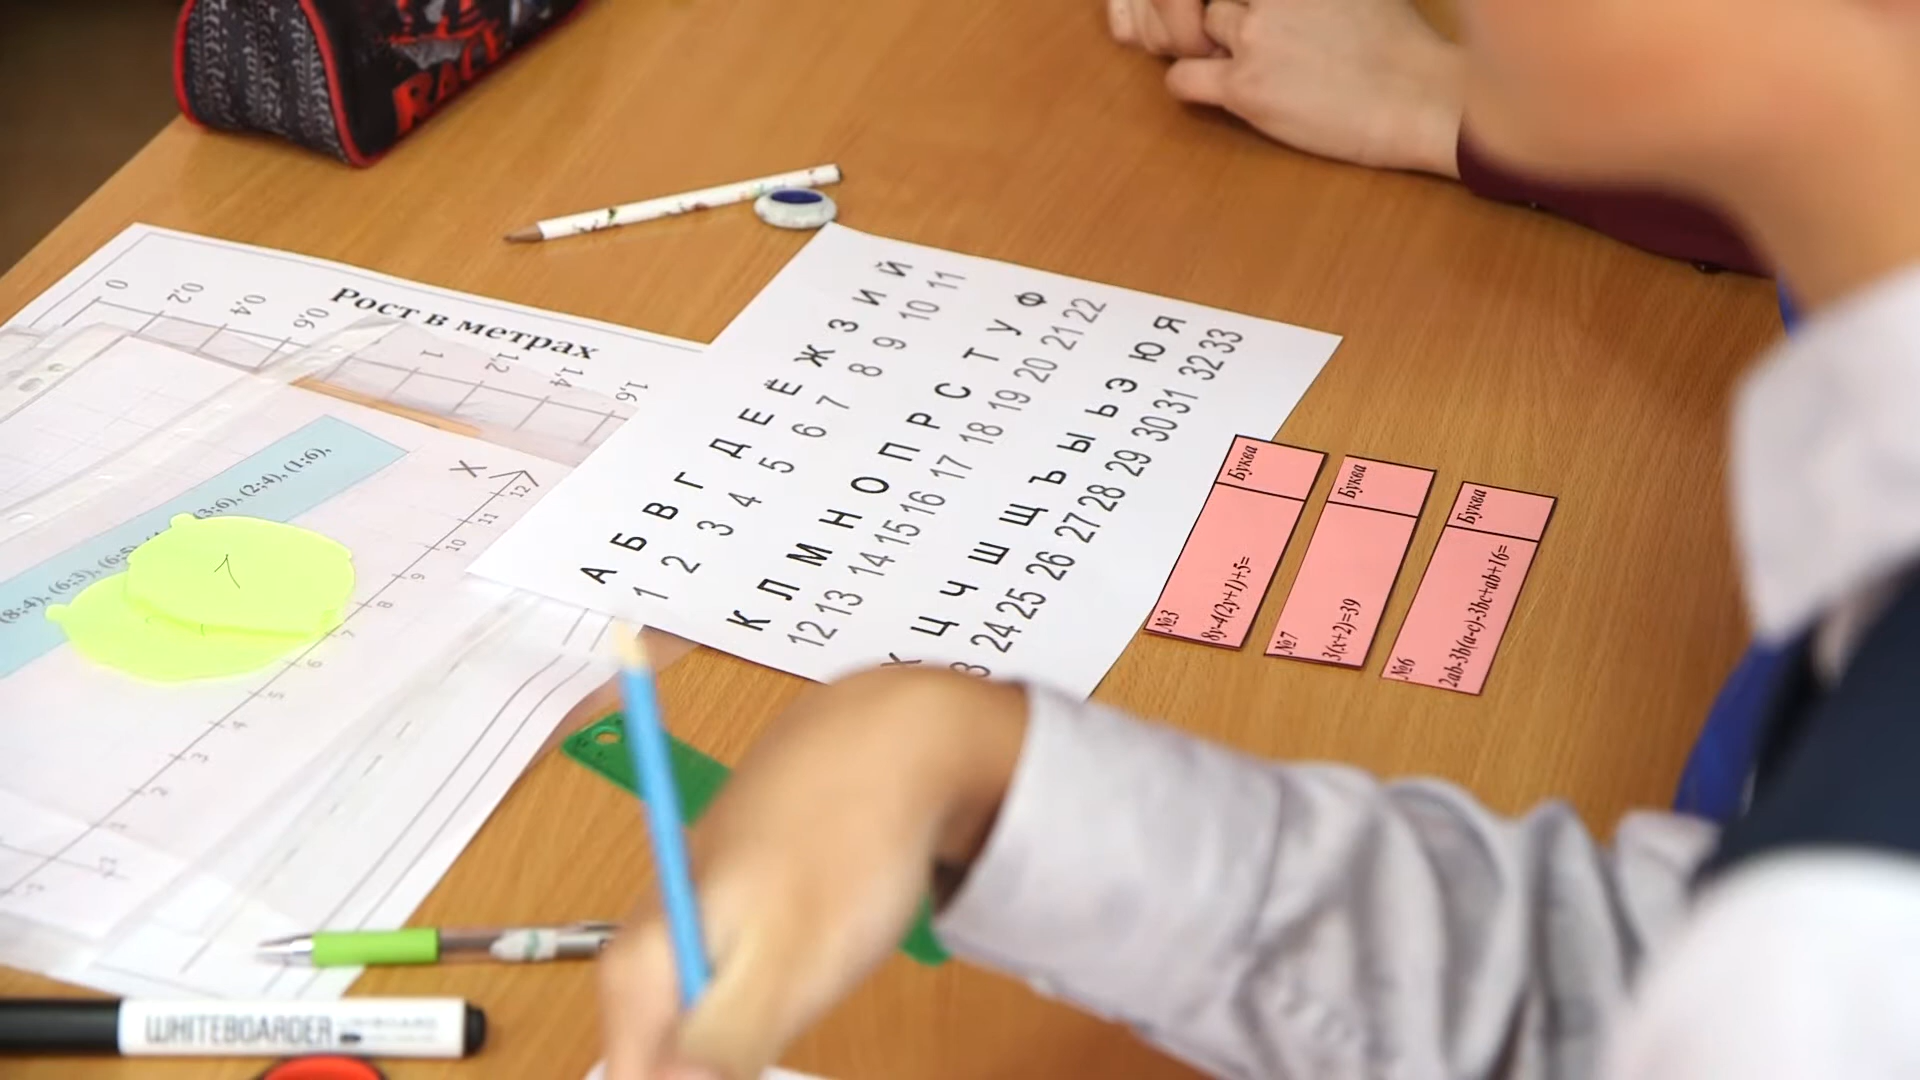 RACE
Рост в метрах
0 0,2 0,4 0,6 1 1,2 1,4 1,6
(8;4), (6;3), (6;
(3;6), (2;4), (1;6),
X
12 11 10 9 8 7 6 5 4 3 2 1
А Б В Г Д Е Ё Ж З И Й
1 2 3 4 5 6 7 8 9 10 11
К Л М Н О П Р С Т У Ф
12 13 14 15 16 17 18 19 20 21 22
Х Ц Ч Ш Щ Ъ Ы Ь Э Ю Я
3 24 25 26 27 28 29 30 31 32 33
№3 Буква
8y-4(2y+1)+5=
№7 Буква
3(x+2)=39
№6 Буква
2ab-3b(a-c)-3bc+ab+16=
WHITEBOARDER